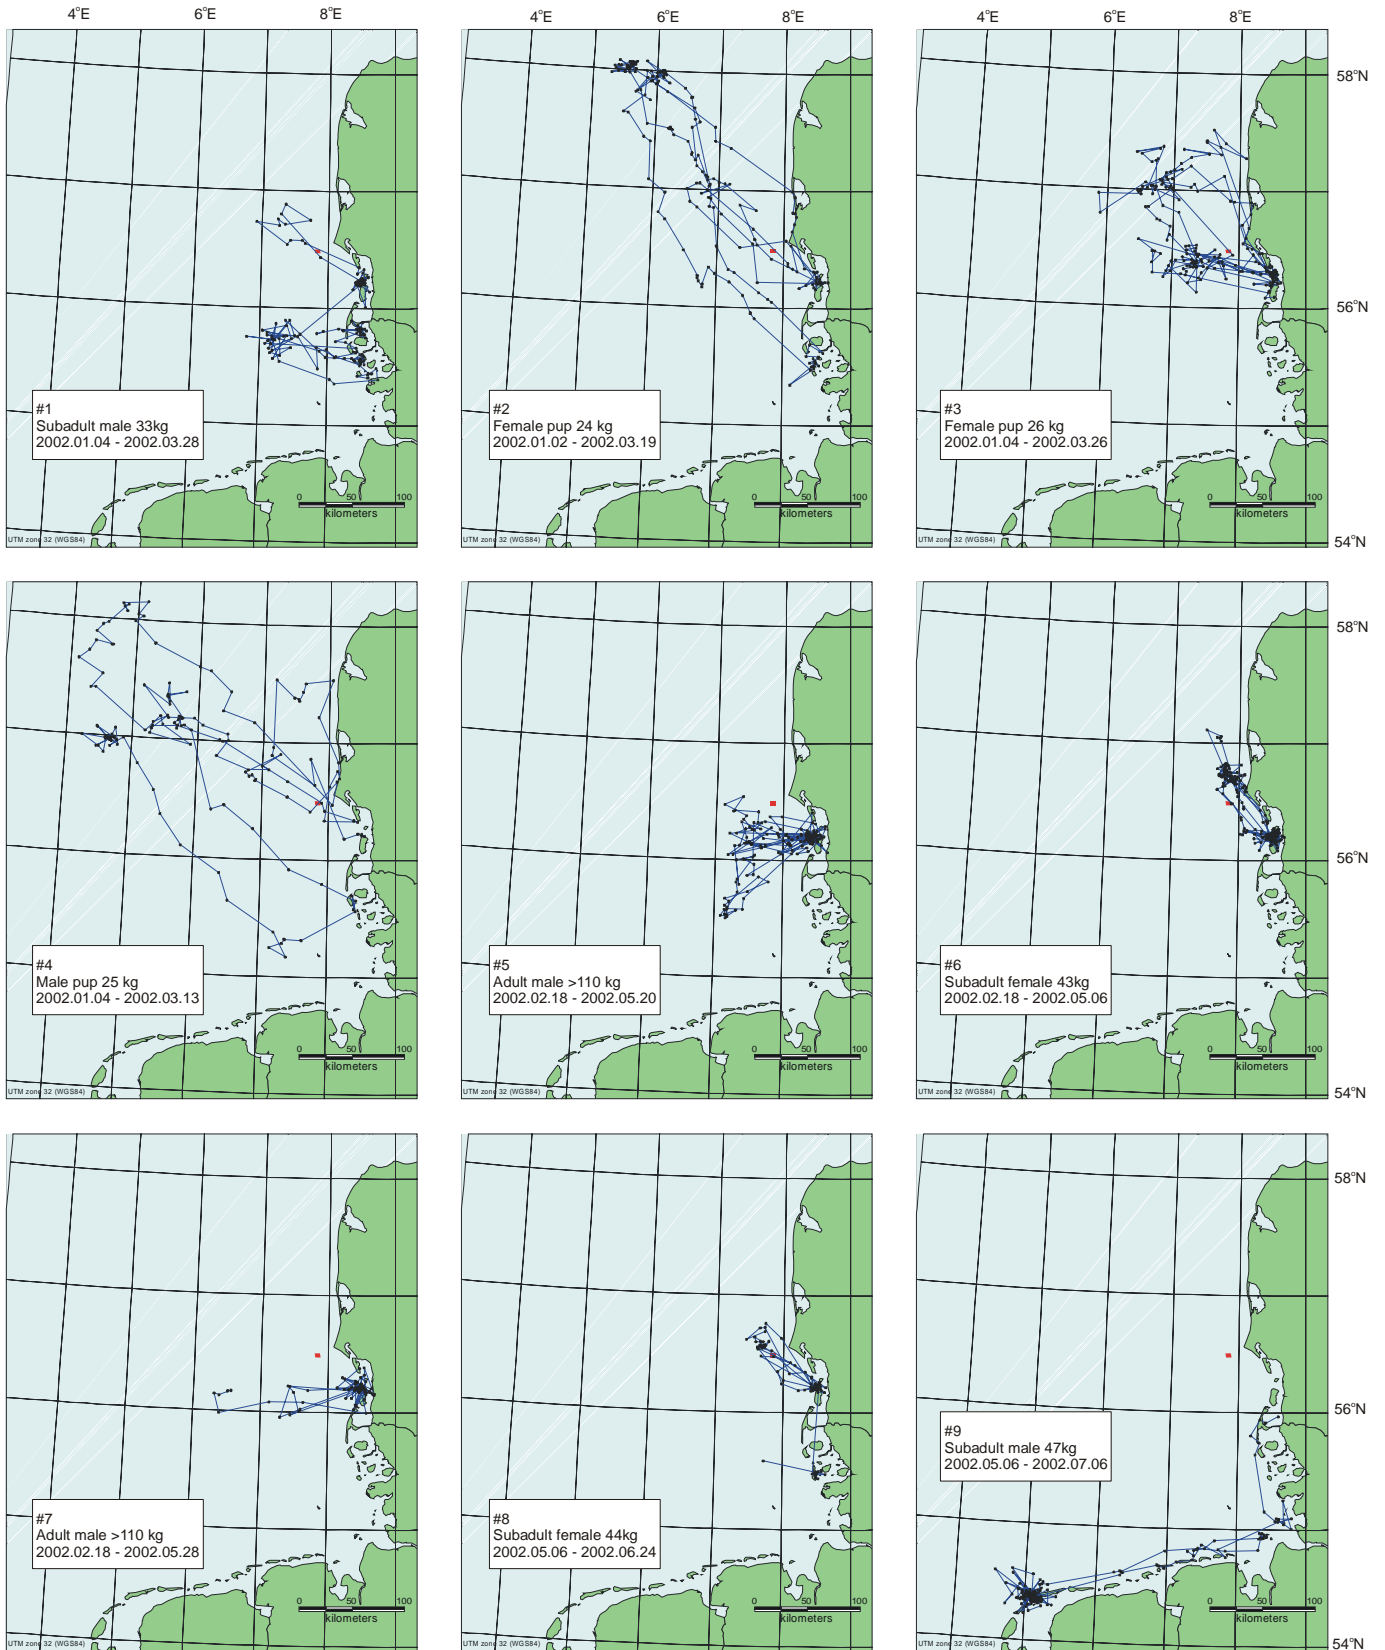 4°E 6°E 8°E 6°E 8°E 4°E 6°E 8°E
58°N
56°N
54°N
#1
Subadult male 33kg
2002.01.04 - 2002.03.28
0 50 100
kilometers
UTM zone 32 (WGS84)
#2
Female pup 24 kg
2002.01.02 - 2002.03.19
0 50 100
kilometers
UTM zone 32 (WGS84)
#3
Female pup 26 kg
2002.01.04 - 2002.03.26
0 50 100
kilometers
UTM zone 32 (WGS84)
58°N
56°N
54°N
#4
Male pup 25 kg
2002.01.04 - 2002.03.13
0 50 100
kilometers
UTM zone 32 (WGS84)
#5
Adult male >110 kg
2002.02.18 - 2002.05.20
0 50 100
kilometers
UTM zone 32 (WGS84)
#6
Subadult female 43kg
2002.02.18 - 2002.05.06
0 50 100
kilometers
UTM zone 32 (WGS84)
58°N
56°N
54°N
#7
Adult male >110 kg
2002.02.18 - 2002.05.28
0 50 100
kilometers
UTM zone 32 (WGS84)
#8
Subadult female 44kg
2002.05.06 - 2002.06.24
0 50 100
kilometers
UTM zone 32 (WGS84)
#9
Subadult male 47kg
2002.05.06 - 2002.07.06
0 50 100
kilometers
UTM zone 32 (WGS84)